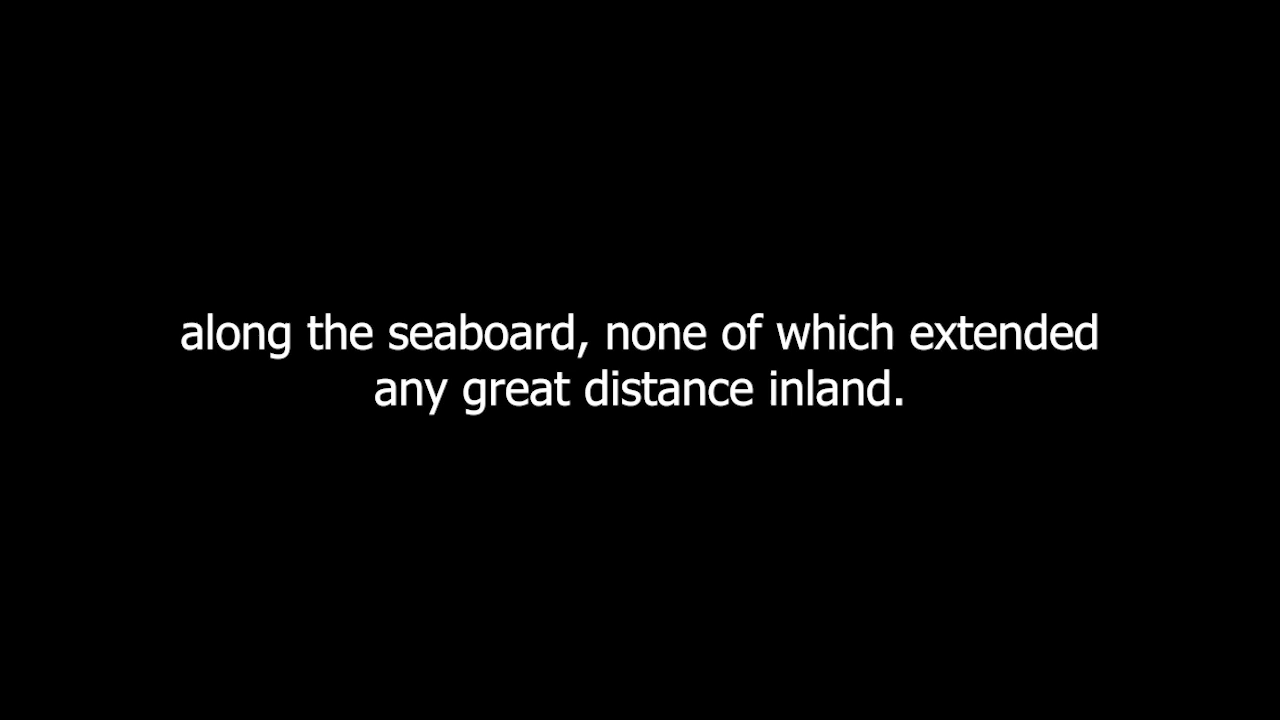 along the seaboard, none of which extended
any great distance inland.